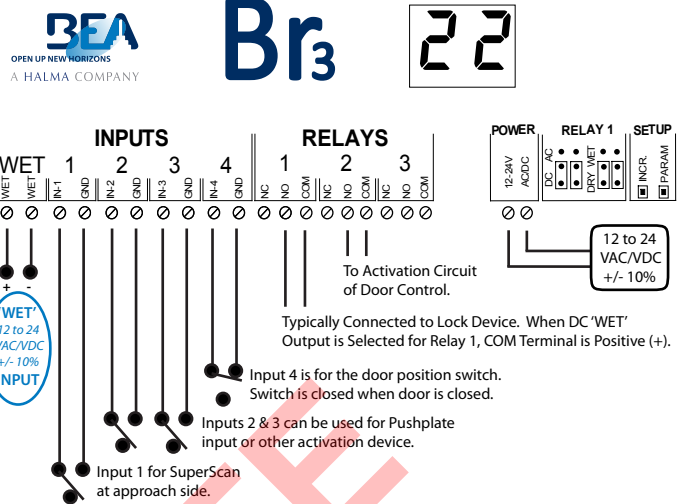 BEA
OPEN UP NEW HORIZONS
A HALMA COMPANY
Br3
22
INPUTS
RELAYS
WET 1 2 3 4 1 2 3
WET WET IN-1 GND IN-2 GND IN-3 GND IN-4 GND NC NO COM NC NO COM NC NO COM
POWER RELAY 1 SETUP
12-24V AC/DC
DC AC
DRY WET
INCR.
PARAM
12 to 24
VAC/VDC
+/- 10%
+ -
'WET'
12 to 24
VAC/VDC
+/- 10%
INPUT
To Activation Circuit
of Door Control.
Typically Connected to Lock Device. When DC 'WET'
Output is Selected for Relay 1, COM Terminal is Positive (+).
Input 4 is for the door position switch.
Switch is closed when door is closed.
Inputs 2 & 3 can be used for Pushplate
input or other activation device.
Input 1 for SuperScan
at approach side.